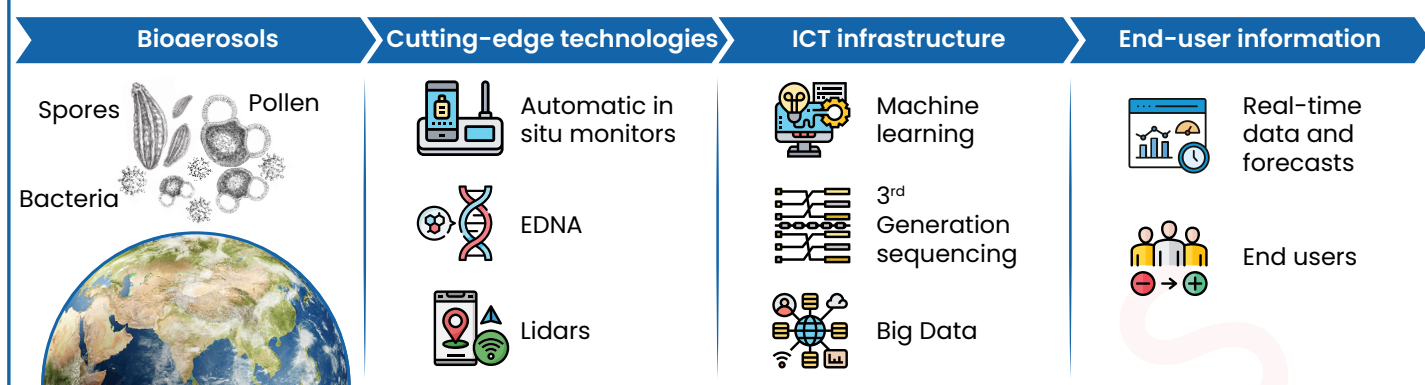 Bioaerosols
Cutting-edge technologies
ICT infrastructure
End-user information
Spores
Pollen
Bacteria
Automatic in
situ monitors
EDNA
Lidars
Machine
learning
3rd
Generation
sequencing
Big Data
Real-time
data and
forecasts
End users